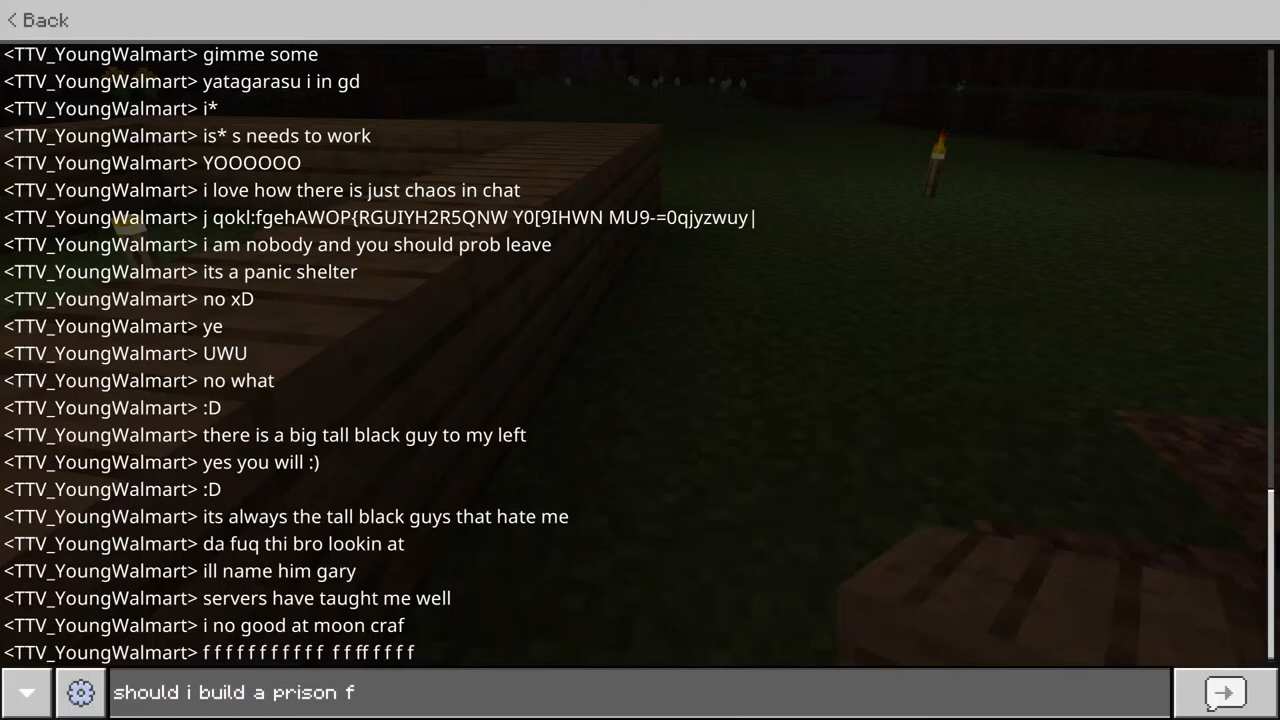 < Back
<TTV_YoungWalmart> gimme some
<TTV_YoungWalmart> yatagarasu i in gd
<TTV_YoungWalmart> i*
<TTV_YoungWalmart> is* s needs to work
<TTV_YoungWalmart> YOOOOOO
<TTV_YoungWalmart> i love how there is just chaos in chat
<TTV_YoungWalmart> j qokl:fgehAWOP{RGUIYH2R5QNW Y0[9IHWN MU9-=0qjyzwuy|
<TTV_YoungWalmart> i am nobody and you should prob leave
<TTV_YoungWalmart> its a panic shelter
<TTV_YoungWalmart> no xD
<TTV_YoungWalmart> ye
<TTV_YoungWalmart> UWU
<TTV_YoungWalmart> no what
<TTV_YoungWalmart> :D
<TTV_YoungWalmart> there is a big tall black guy to my left
<TTV_YoungWalmart> yes you will :)
<TTV_YoungWalmart> :D
<TTV_YoungWalmart> its always the tall black guys that hate me
<TTV_YoungWalmart> da fuq thi bro lookin at
<TTV_YoungWalmart> ill name him gary
<TTV_YoungWalmart> servers have taught me well
<TTV_YoungWalmart> i no good at moon craf
<TTV_YoungWalmart> f f f f f f f f f f f  f f ff f f f f
should i build a prison f